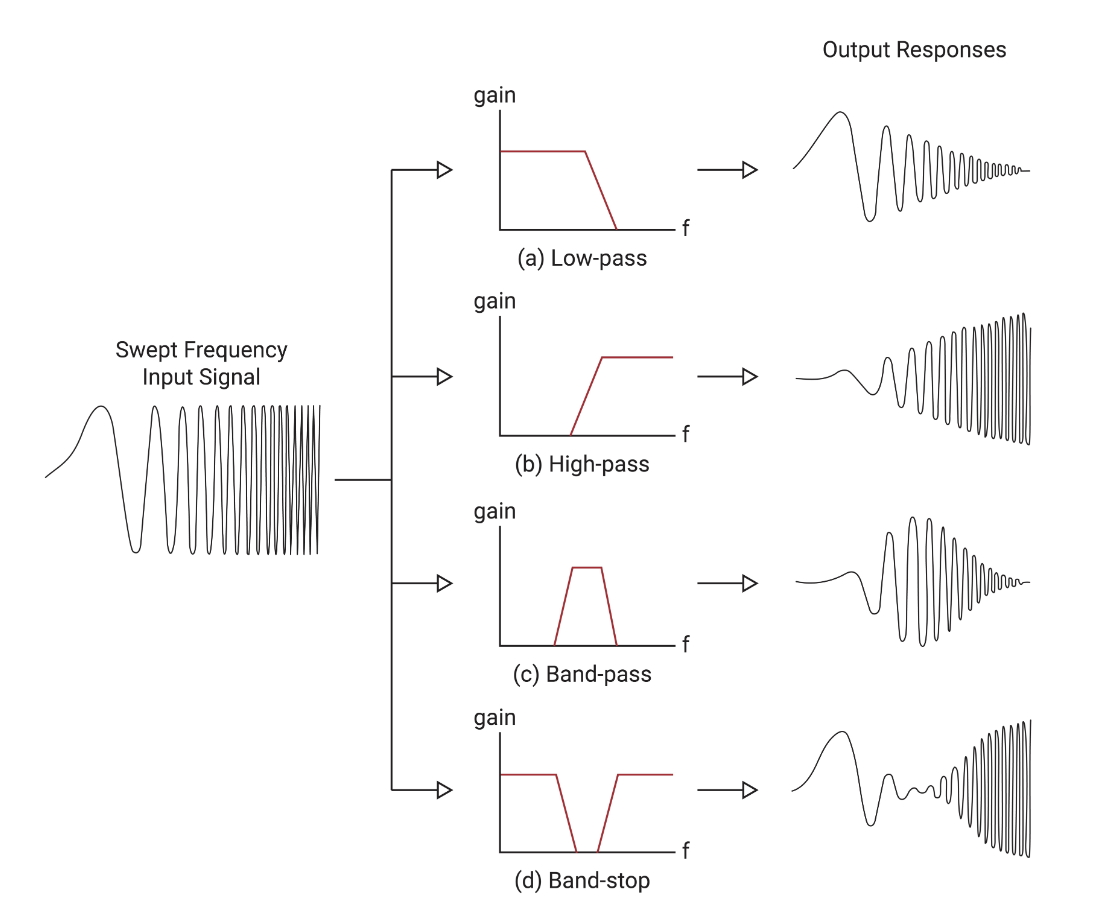 Output Responses
gain
f
(a) Low-pass
gain
f
(b) High-pass
Swept Frequency
Input Signal
gain
f
(c) Band-pass
gain
f
(d) Band-stop